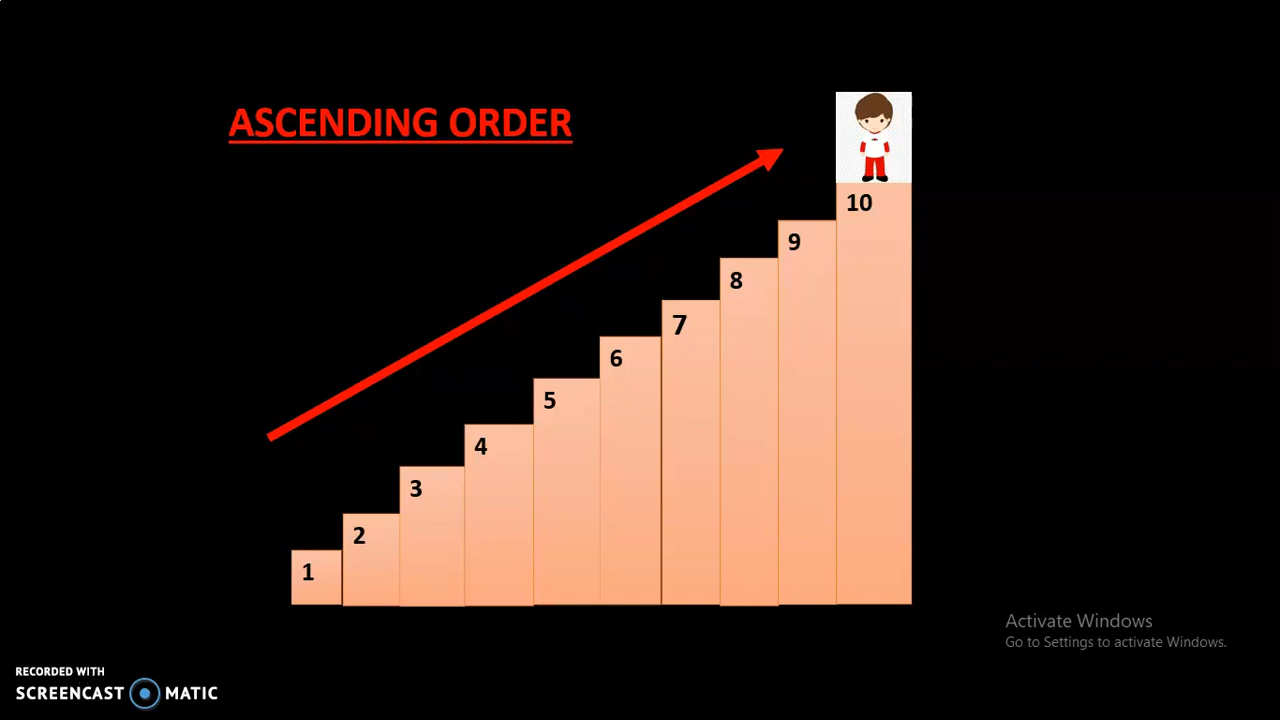 ASCENDING ORDER
10
9
8
7
6
5
4
3
2
1
Activate Windows
Go to Settings to activate Windows.
RECORDED WITH
SCREENCAST MATIC